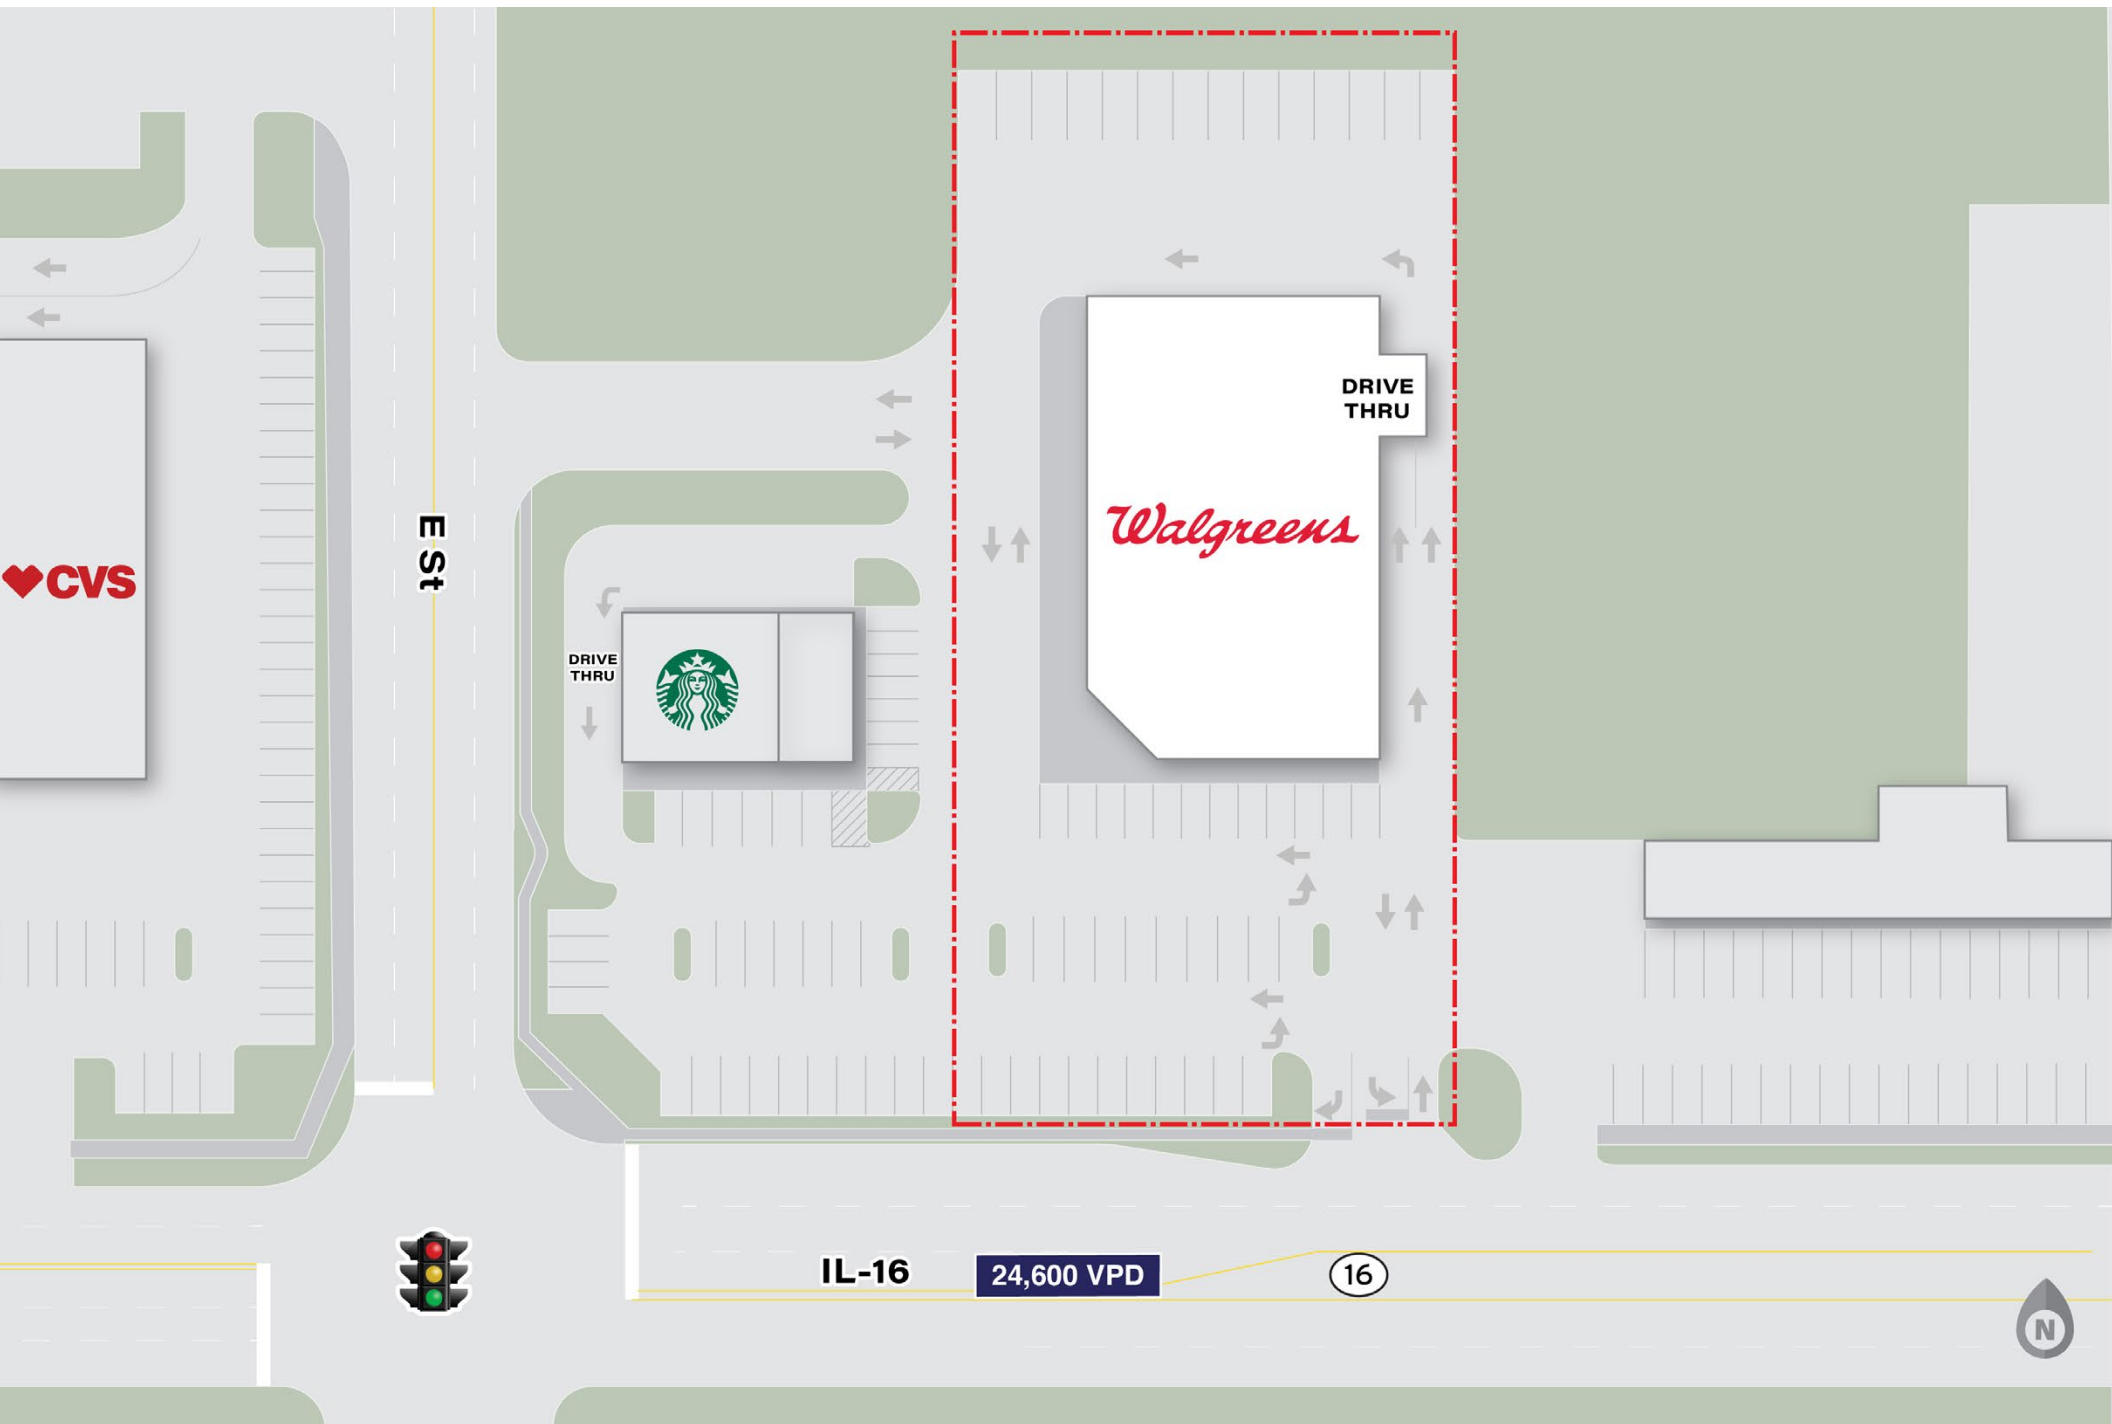 DRIVE
THRU
Walgreens
E St
CVS
DRIVE
THRU
IL-16
24,600 VPD
16
N